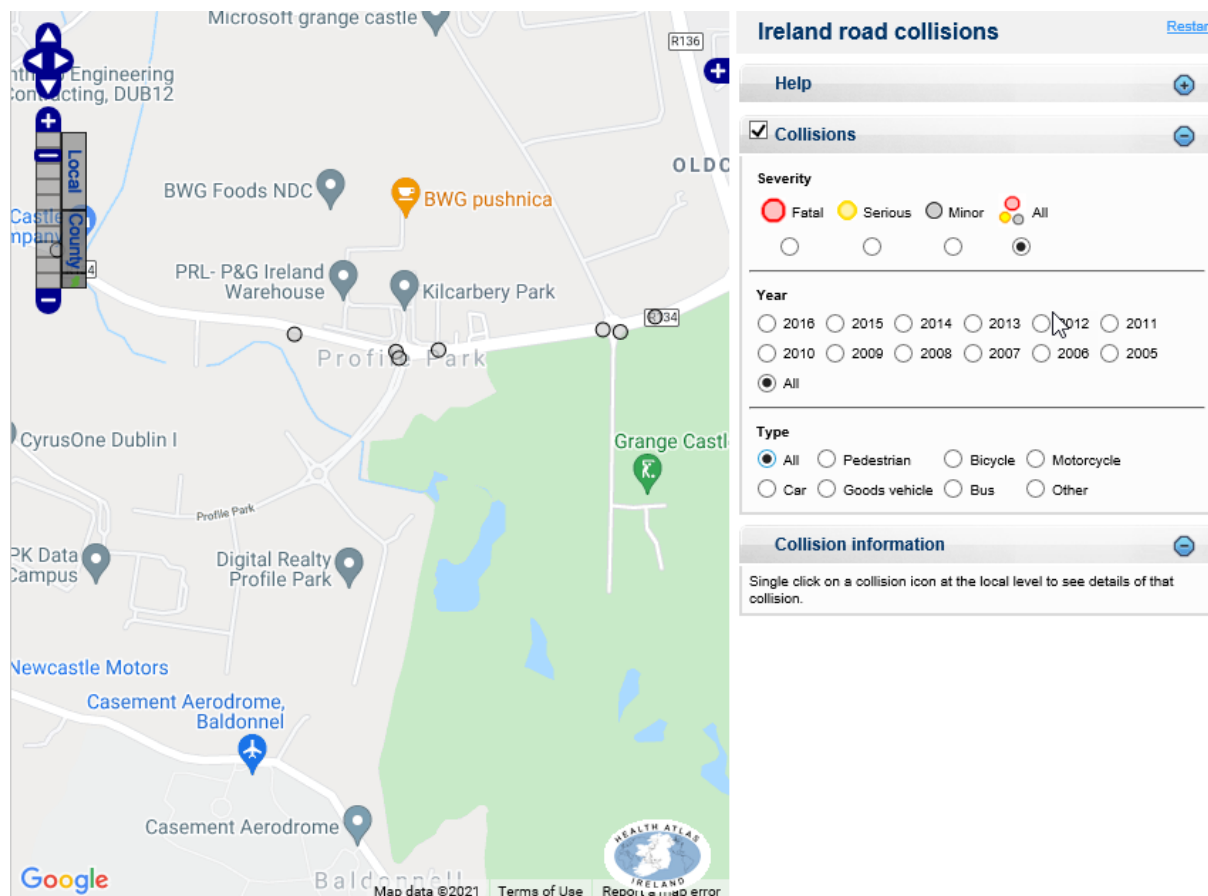 Microsoft grange castle
R136
Engineering
DUB12
Local
County
OLDC
BWG Foods NDC
BWG pushnica
Castle
PRL- P&G Ireland
Warehouse
Kilcarbery Park
Profile Park
CyrusOne Dublin I
Grange Castl
Profile Park
PK Data
Campus
Digital Realty
Profile Park
Newcastle Motors
Casement Aerodrome,
Baldonnel
Casement Aerodrome
HEALTH ATLAS
IRELAND
Google
Baldonnell
Map data ©2021
Terms of Use
Report a map error
Ireland road collisions
Restar
Help
Collisions
Severity
Fatal Serious Minor All
Year
2016 2015 2014 2013 2012 2011
2010 2009 2008 2007 2006 2005
All
Type
All Pedestrian Bicycle Motorcycle
Car Goods vehicle Bus Other
Collision information
Single click on a collision icon at the local level to see details of that
collision.